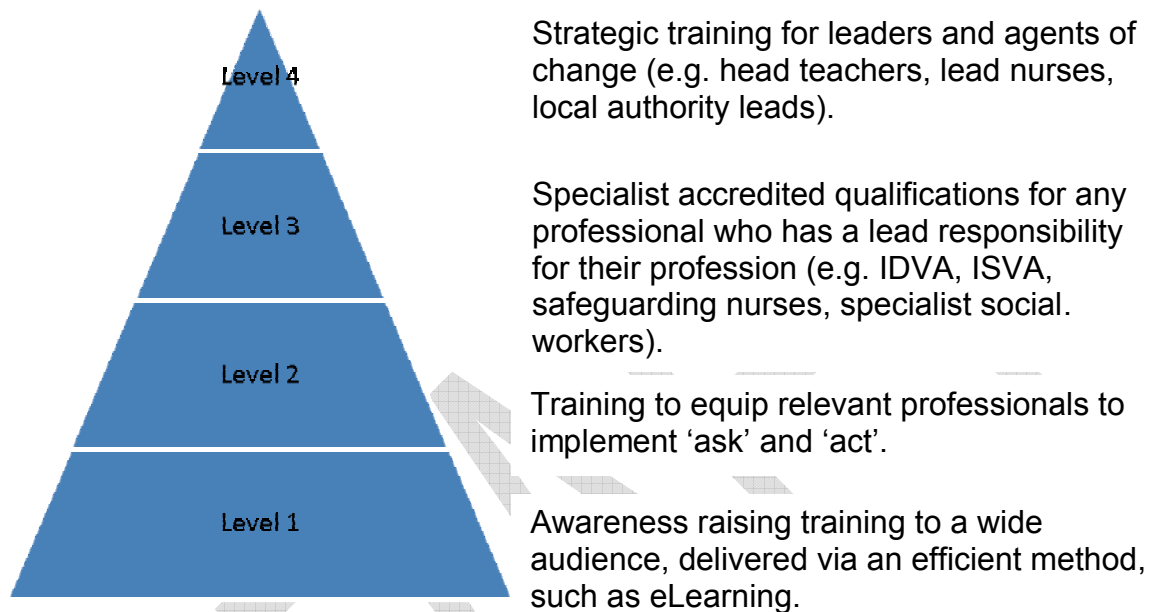 Level 4
Strategic training for leaders and agents of
change (e.g. head teachers, lead nurses,
local authority leads).
Level 3
Specialist accredited qualifications for any
professional who has a lead responsibility
for their profession (e.g. IDVA, ISVA,
safeguarding nurses, specialist social.
workers).
Level 2
Training to equip relevant professionals to
implement ‘ask’ and ‘act’.
Level 1
Awareness raising training to a wide
audience, delivered via an efficient method,
such as eLearning.